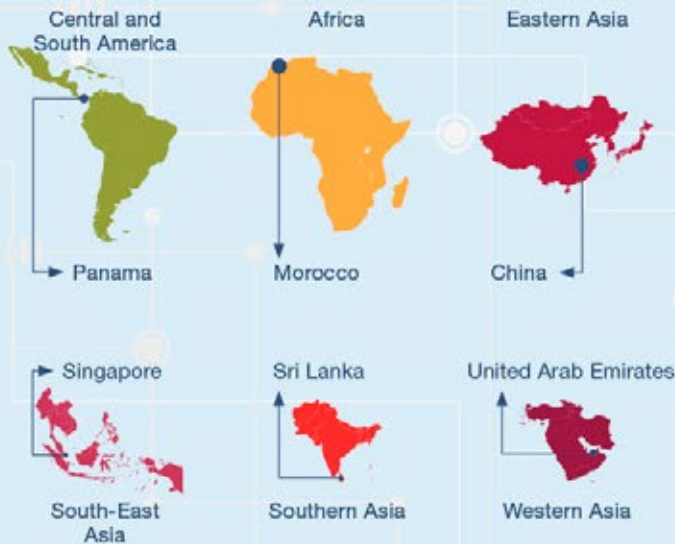 Central and
South America
Africa
Eastern Asia
Panama
Morocco
China
Singapore
Sri Lanka
United Arab Emirates
South-East
Asia
Southern Asia
Western Asia